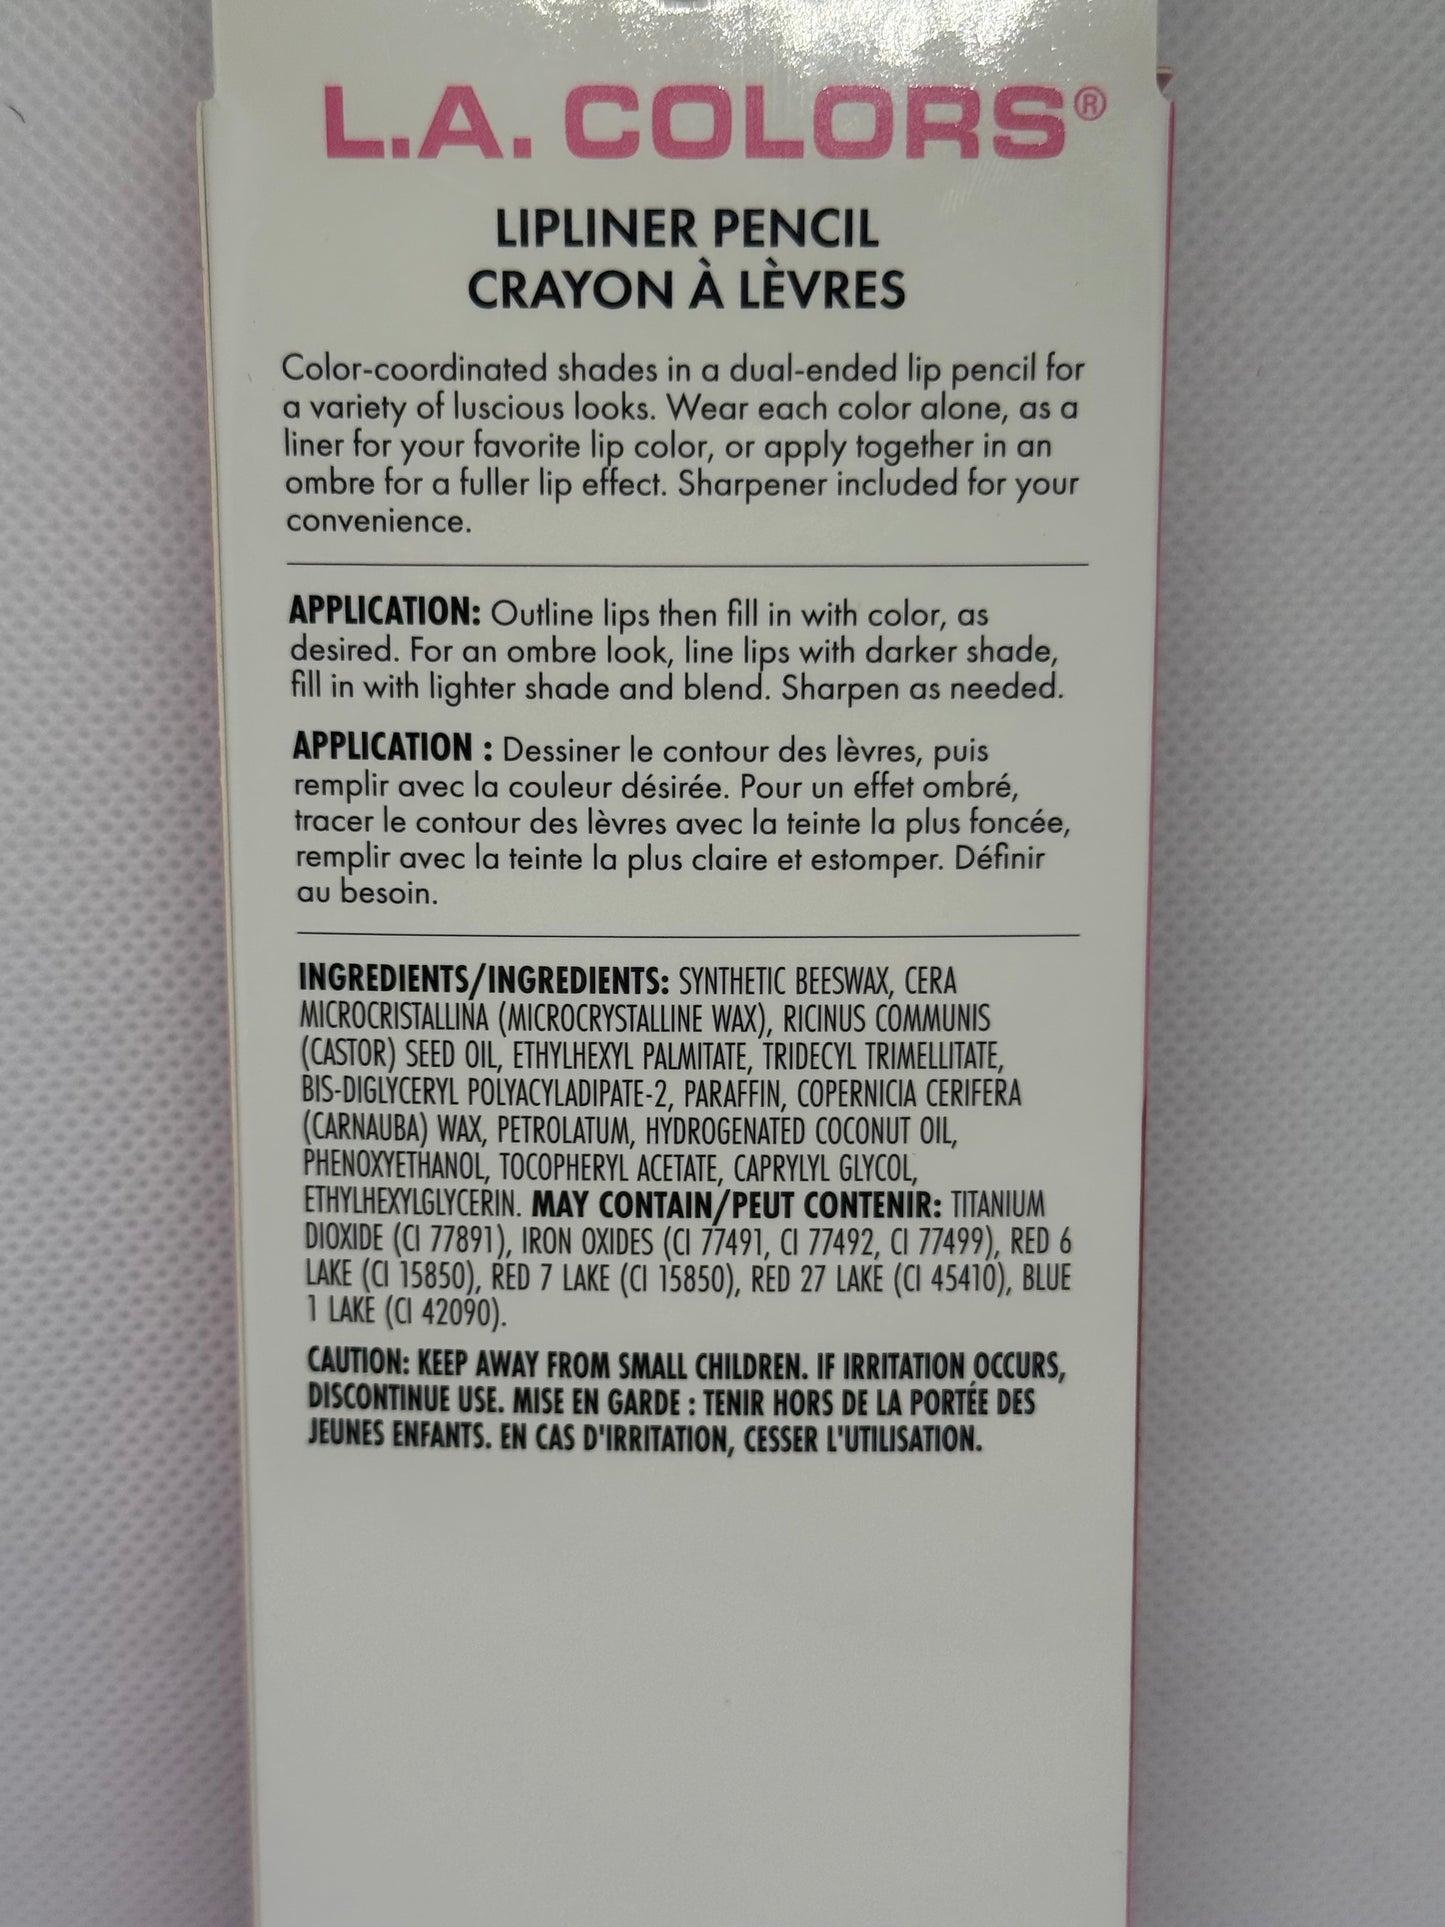 L.A. COLORS®
LIPLINER PENCIL
CRAYON À LÈVRES
Color-coordinated shades in a dual-ended lip pencil for
a variety of luscious looks. Wear each color alone, as a
liner for your favorite lip color, or apply together in an
ombre for a fuller lip effect. Sharpener included for your
convenience.
APPLICATION: Outline lips then fill in with color, as
desired. For an ombre look, line lips with darker shade,
fill in with lighter shade and blend. Sharpen as needed.
APPLICATION : Dessiner le contour des lèvres, puis
remplir avec la couleur désirée. Pour un effet ombré,
tracer le contour des lèvres avec la teinte la plus foncée,
remplir avec la teinte la plus claire et estomper. Définir
au besoin.
INGREDIENTS/INGREDIENTS: SYNTHETIC BEESWAX, CERA
MICROCRISTALLINA (MICROCRYSTALLINE WAX), RICINUS COMMUNIS
(CASTOR) SEED OIL, ETHYLHEXYL PALMITATE, TRIDECYL TRIMELLITATE,
BIS-DIGLYCERYL POLYACYLADIPATE-2, PARAFFIN, COPERNICIA CERIFERA
(CARNAUBA) WAX, PETROLATUM, HYDROGENATED COCONUT OIL,
PHENOXYETHANOL, TOCOPHERYL ACETATE, CAPRYLYL GLYCOL,
ETHYLHEXYLGLYCERIN. MAY CONTAIN/PEUT CONTENIR: TITANIUM
DIOXIDE (CI 77891), IRON OXIDES (CI 77491, CI 77492, CI 77499), RED 6
LAKE (CI 15850), RED 7 LAKE (CI 15850), RED 27 LAKE (CI 45410), BLUE
1 LAKE (CI 42090).
CAUTION: KEEP AWAY FROM SMALL CHILDREN. IF IRRITATION OCCURS,
DISCONTINUE USE. MISE EN GARDE : TENIR HORS DE LA PORTÉE DES
JEUNES ENFANTS. EN CAS D'IRRITATION, CESSER L'UTILISATION.